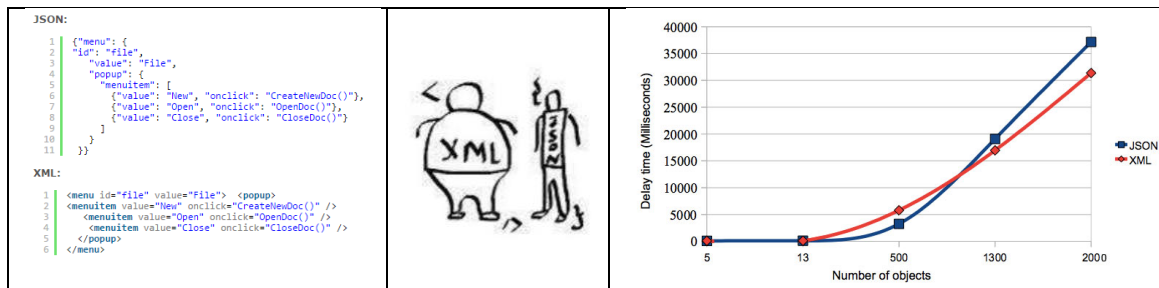 JSON:
1 {"menu": {
2 "id": "file",
3 "value": "File",
4 "popup": {
5 "menuitem": [
6 {"value": "New", "onclick": "CreateNewDoc()"},
7 {"value": "Open", "onclick": "OpenDoc()"},
8 {"value": "Close", "onclick": "CloseDoc()"}
9 ]
10 }
11 }}
XML:
1 <menu id="file" value="File"> <popup>
2 <menuitem value="New" onclick="CreateNewDoc()" />
3 <menuitem value="Open" onclick="OpenDoc()" />
4 <menuitem value="Close" onclick="CloseDoc()" />
5 </popup>
6 </menu>
<
XML
/>
{
JSON
}
40000
35000
30000
25000
20000
15000
10000
5000
0
Delay time (Milliseconds)
5 13 500 1300 2000
Number of objects
JSON
XML